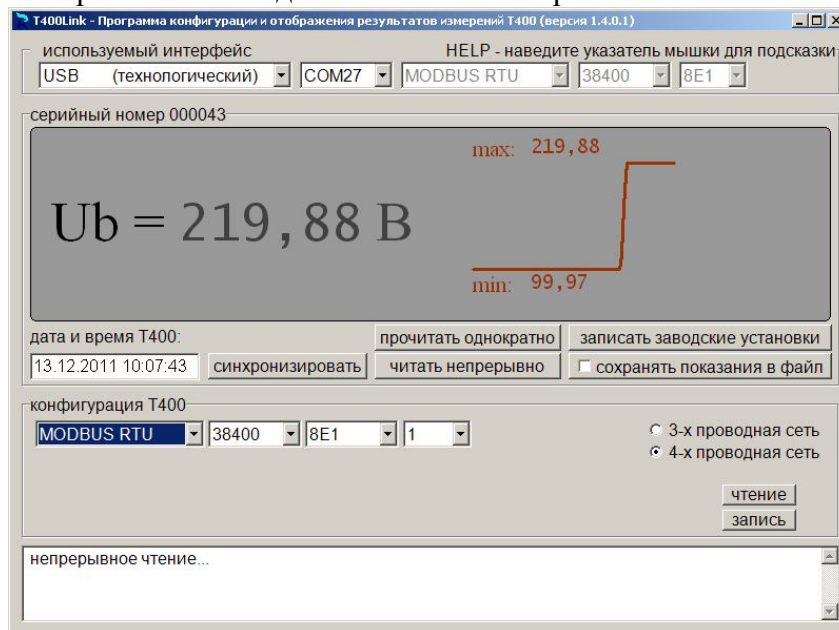 T400Link - Программа конфигурации и отображения результатов измерений Т400 (версия 1.4.0.1)
используемый интерфейс HELP - наведите указатель мышки для подсказки
USB (технологический) COM27 MODBUS RTU 38400 8E1
серийный номер 000043
max: 219,88
Ub = 219,88 В
min: 99,97
дата и время Т400: прочитать однократно записать заводские установки
13.12.2011 10:07:43 синхронизировать читать непрерывно сохранять показания в файл
конфигурация Т400
MODBUS RTU 38400 8E1 1 3-х проводная сеть
4-х проводная сеть
чтение
запись
непрерывное чтение...